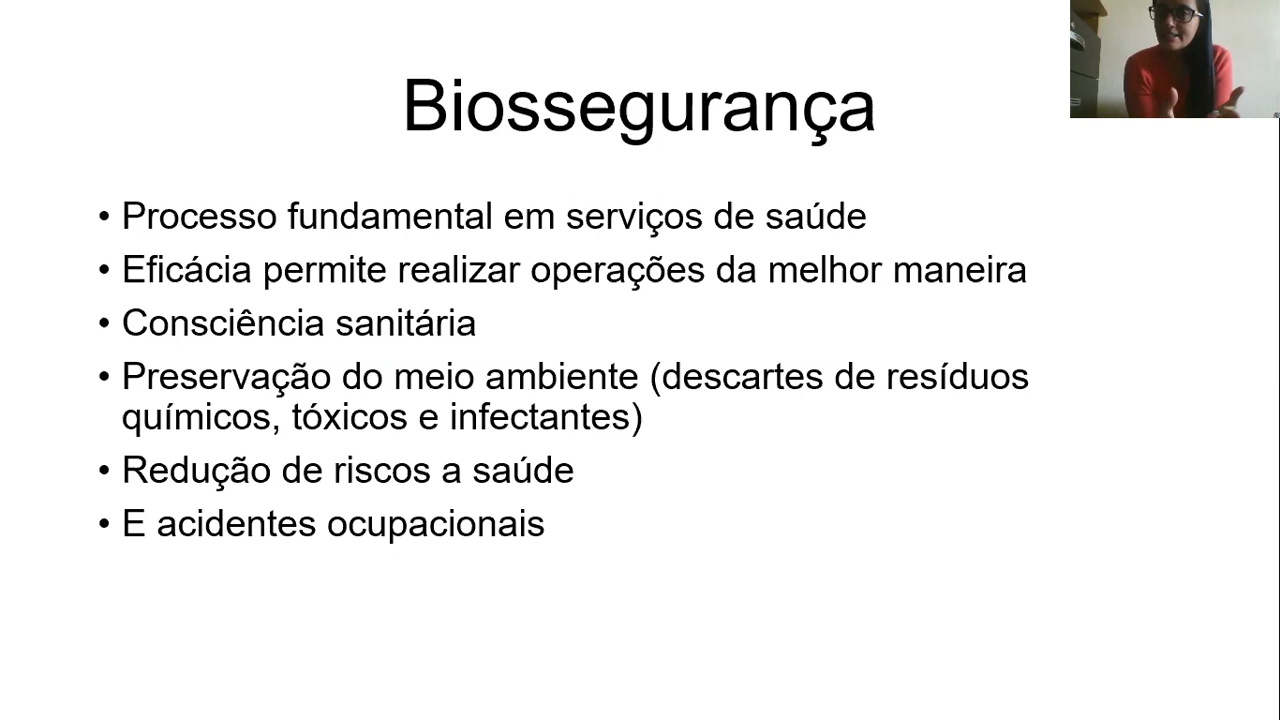 Biossegurança
• Processo fundamental em serviços de saúde
• Eficácia permite realizar operações da melhor maneira
• Consciência sanitária
• Preservação do meio ambiente (descartes de resíduos
químicos, tóxicos e infectantes)
• Redução de riscos a saúde
• E acidentes ocupacionais